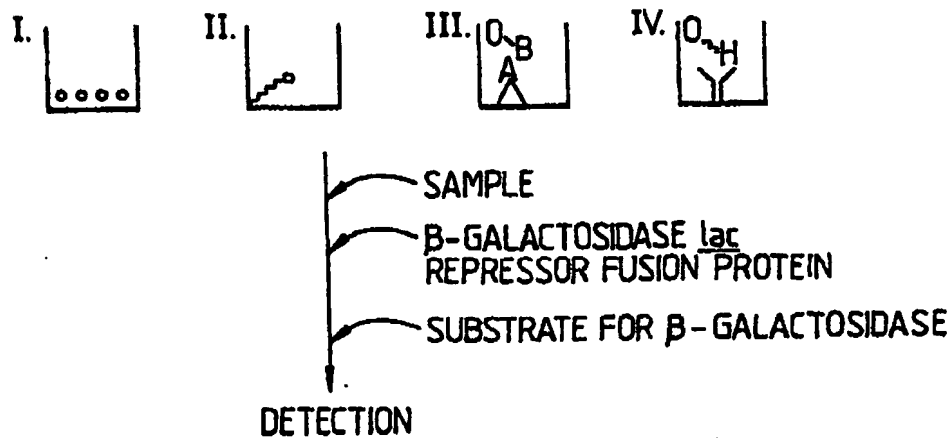 I. II. III. IV.
O B
A
O H
SAMPLE
β-GALACTOSIDASE lac
REPRESSOR FUSION PROTEIN
SUBSTRATE FOR β-GALACTOSIDASE
DETECTION